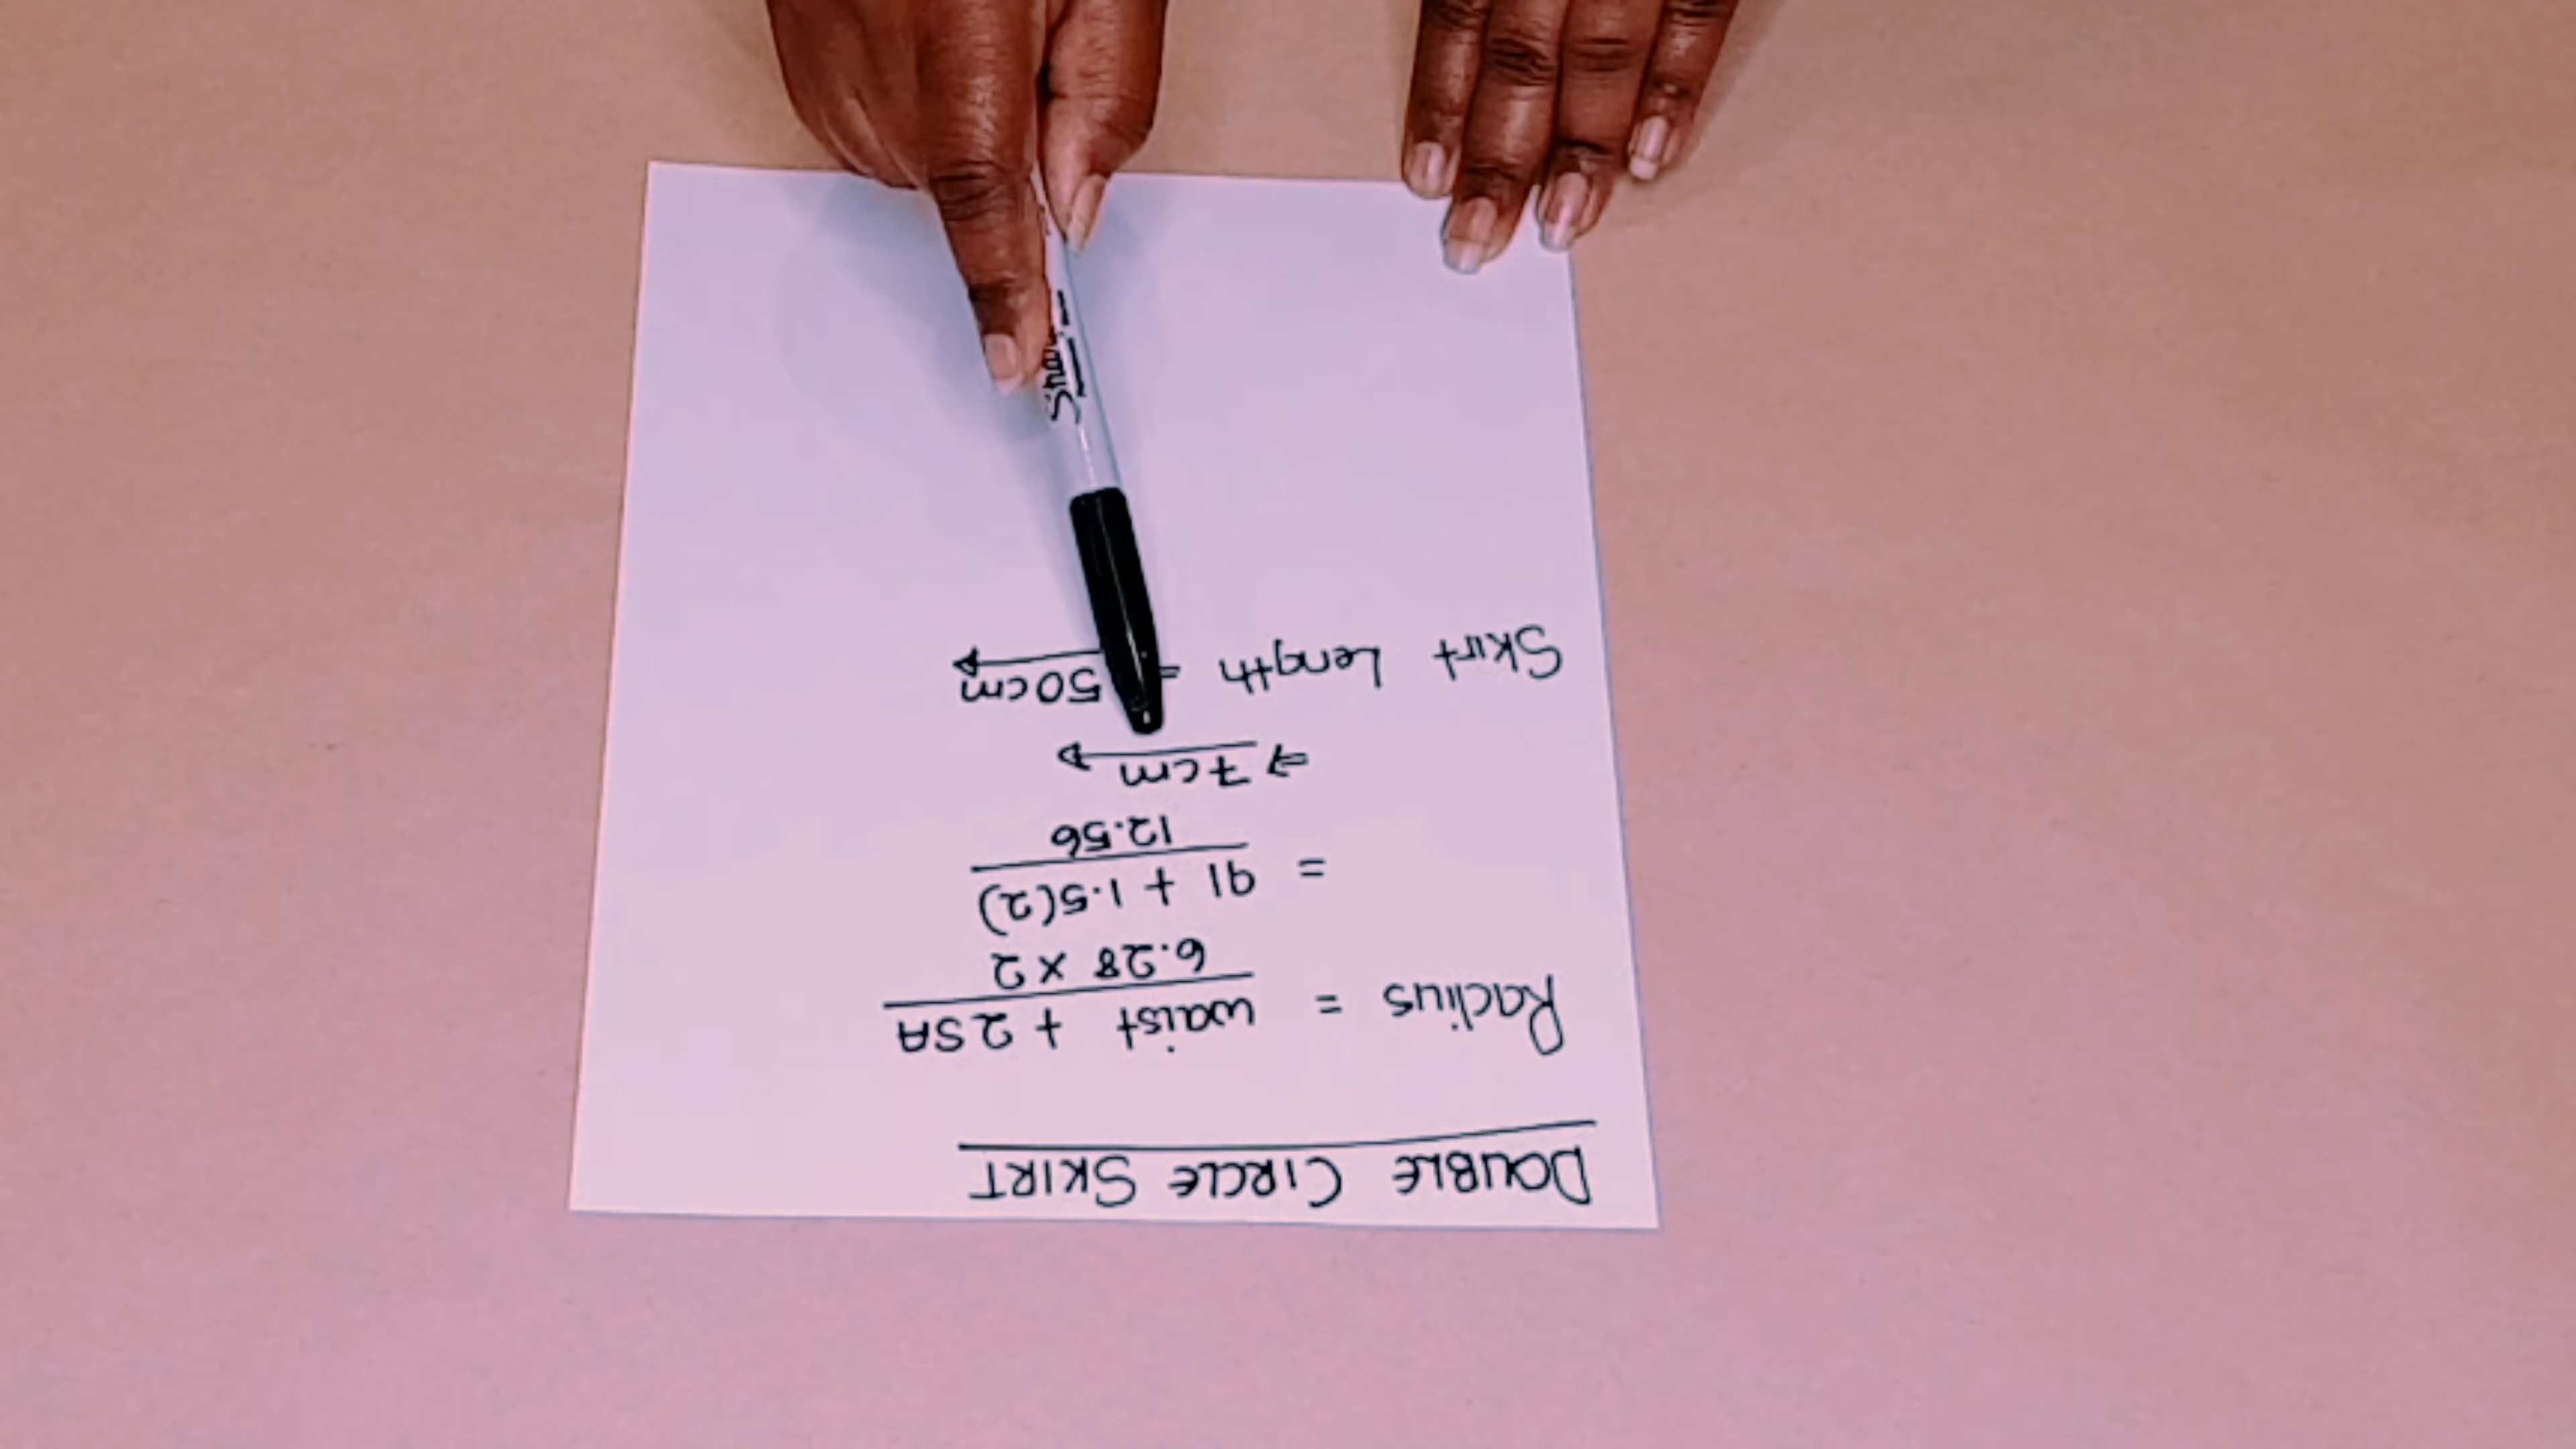 DOUBLE CIRCLE SKIRT
Radius = waist + 2SA
6.28 x 2
= 91 + 1.5(2)
12.56
⇒ 7cm
Skirt Length = 50cm